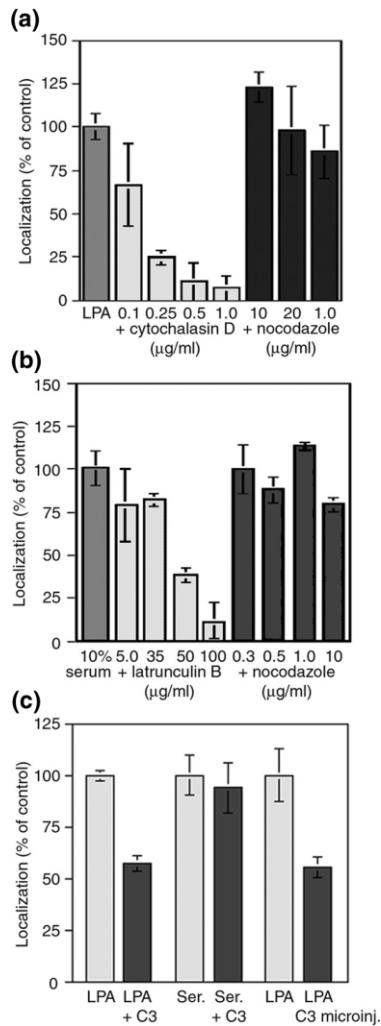 (a)
Localization (% of control)
150
125
100
75
50
25
0
LPA 0.1 0.25 0.5 1.0 10 20 1.0
+ cytochalasin D + nocodazole
(µg/ml) (µg/ml)
(b)
Localization (% of control)
150
125
100
75
50
25
0
10% 5.0 35 50 100 0.3 0.5 1.0 10
serum + latrunculin B + nocodazole
(µg/ml) (µg/ml)
(c)
Localization (% of control)
125
100
75
50
25
0
LPA LPA Ser. Ser. LPA LPA
+ C3 + C3 C3 microinj.